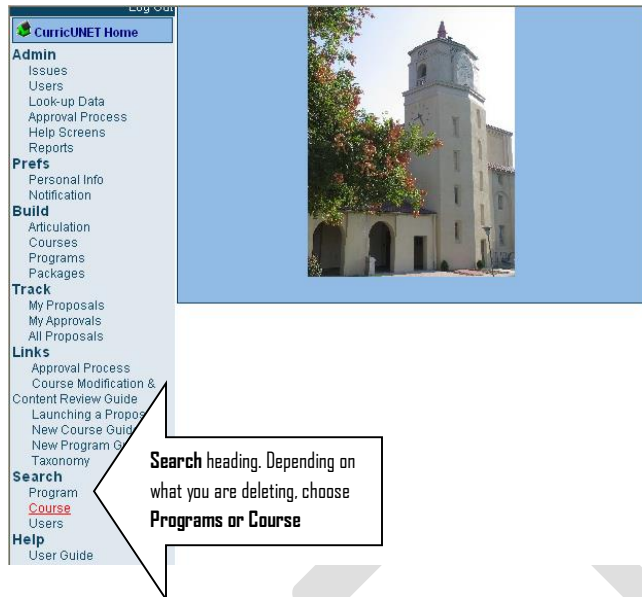 Log Out
CurricUNET Home
Admin
Issues
Users
Look-up Data
Approval Process
Help Screens
Reports
Prefs
Personal Info
Notification
Build
Articulation
Courses
Programs
Packages
Track
My Proposals
My Approvals
All Proposals
Links
Approval Process
Course Modification &
Content Review Guide
Launching a Propos
New Course Guid
New Program G
Taxonomy
Search
Program
Course
Users
Help
User Guide
Search heading. Depending on
what you are deleting, choose
Programs or Course